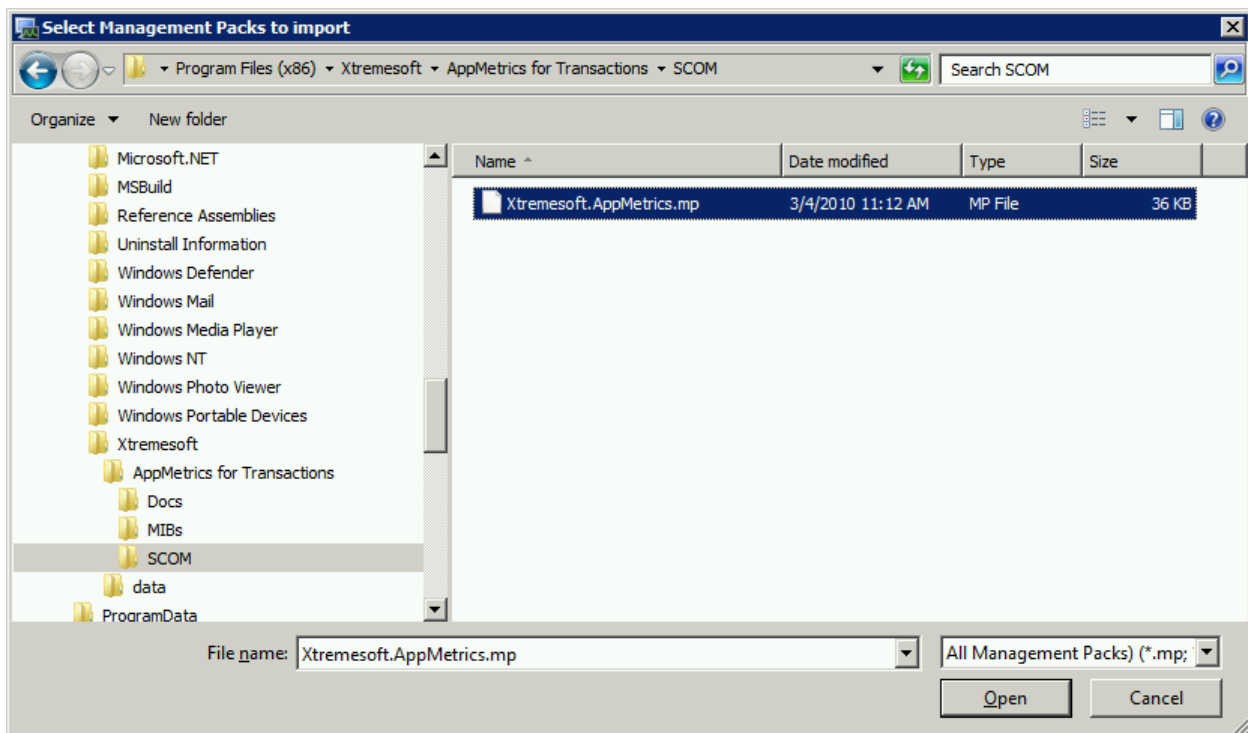 Select Management Packs to import
Program Files (x86) Xtremesoft AppMetrics for Transactions SCOM Search SCOM
Organize New folder
Name Date modified Type Size
Microsoft.NET
Xtremesoft.AppMetrics.mp 3/4/2010 11:12 AM MP File 36 KB
MSBuild
Reference Assemblies
Uninstall Information
Windows Defender
Windows Mail
Windows Media Player
Windows NT
Windows Photo Viewer
Windows Portable Devices
Xtremesoft
AppMetrics for Transactions
Docs
MIBs
SCOM
data
ProgramData
File name: Xtremesoft.AppMetrics.mp All Management Packs) (*.mp;
Open Cancel